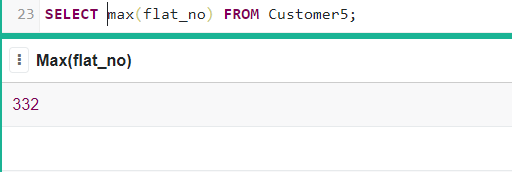 23 SELECT max(flat_no) FROM Customer5;
Max(flat_no)
332